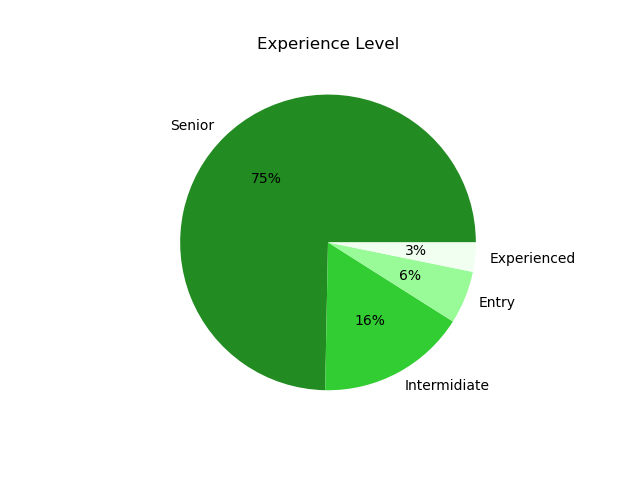 Experience Level
Senior
75%
3%
Experienced
6%
Entry
16%
Intermidiate